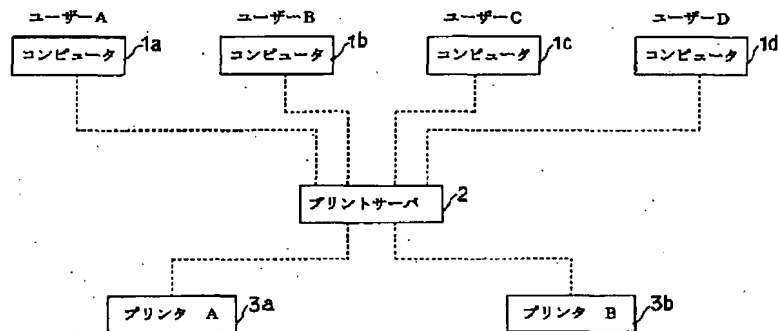 ユーザーA ユーザーB ユーザーC ユーザーD
コンピュータ 1a コンピュータ 1b コンピュータ 1c コンピュータ 1d
プリントサーバ 2
プリンタ A 3a プリンタ B 3b